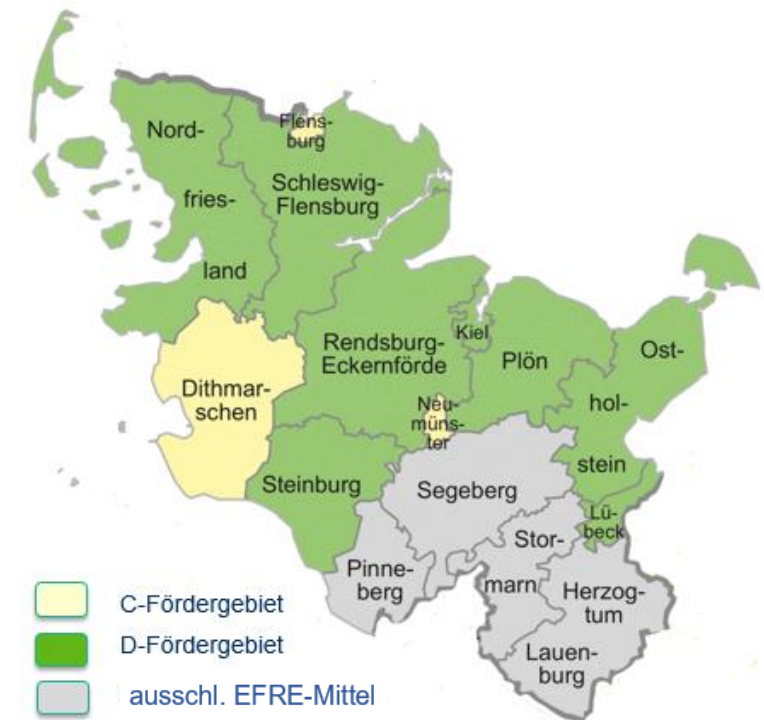 Flens-
burg
Nord-
fries-
land
Schleswig-
Flensburg
Kiel
Rendsburg-
Eckernförde
Plön
Ost-
hol-
stein
Dithmar-
schen
Neu-
müns-
ter
Steinburg
Segeberg
Lü-
beck
Stor-
marn
Pinne-
berg
Herzog-
tum
Lauen-
burg
C-Fördergebiet
D-Fördergebiet
ausschl. EFRE-Mittel